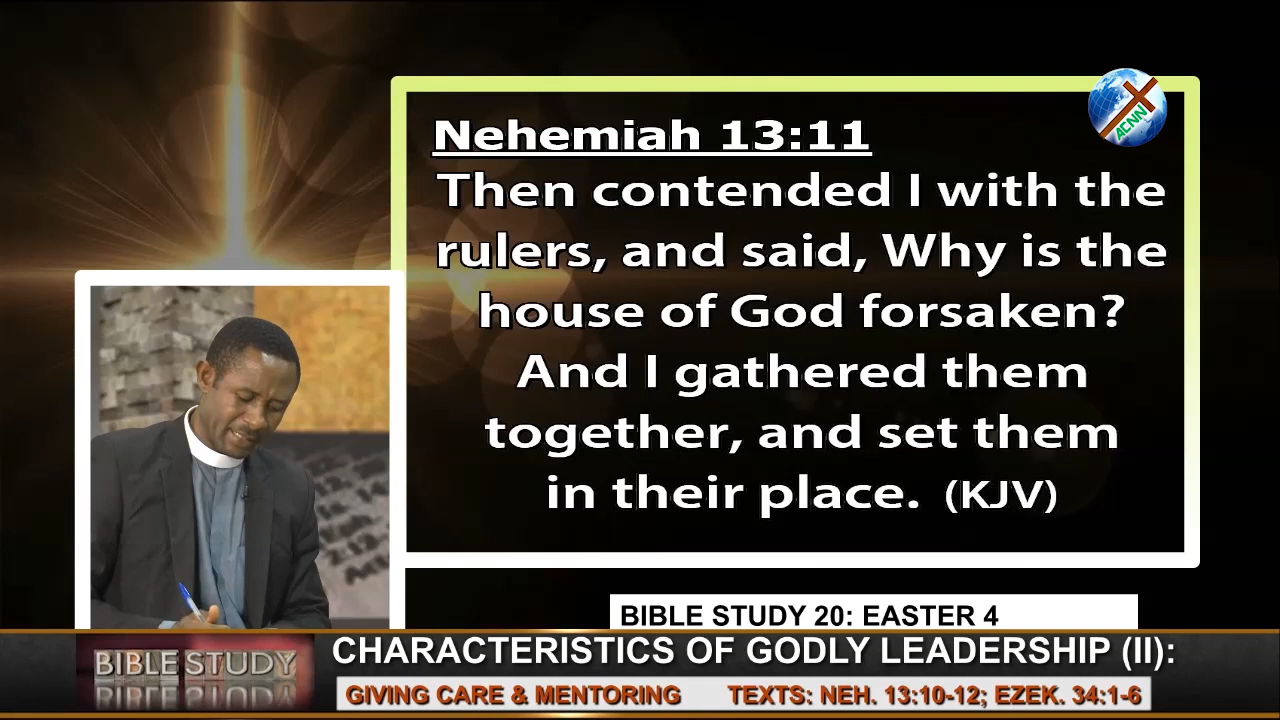 Nehemiah 13:11
Then contended I with the
rulers, and said, Why is the
house of God forsaken?
And I gathered them
together, and set them
in their place. (KJV)
ACNN
BIBLE STUDY 20: EASTER 4
BIBLE STUDY
CHARACTERISTICS OF GODLY LEADERSHIP (II):
GIVING CARE & MENTORING TEXTS: NEH. 13:10-12; EZEK. 34:1-6